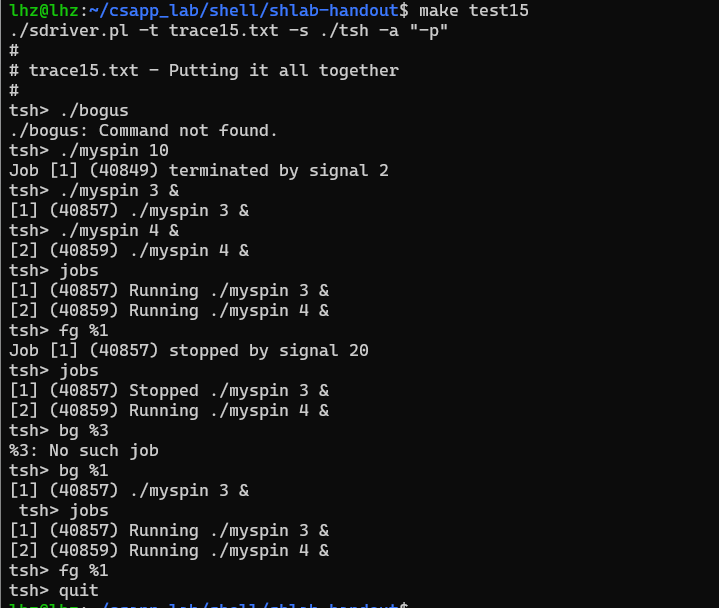 lhz@lhz:~/csapp_lab/shell/shlab-handout$ make test15
./sdriver.pl -t trace15.txt -s ./tsh -a "-p"
#
# trace15.txt - Putting it all together
#
tsh> ./bogus
./bogus: Command not found.
tsh> ./myspin 10
Job [1] (40849) terminated by signal 2
tsh> ./myspin 3 &
[1] (40857) ./myspin 3 &
tsh> ./myspin 4 &
[2] (40859) ./myspin 4 &
tsh> jobs
[1] (40857) Running ./myspin 3 &
[2] (40859) Running ./myspin 4 &
tsh> fg %1
Job [1] (40857) stopped by signal 20
tsh> jobs
[1] (40857) Stopped ./myspin 3 &
[2] (40859) Running ./myspin 4 &
tsh> bg %3
%3: No such job
tsh> bg %1
[1] (40857) ./myspin 3 &
 tsh> jobs
[1] (40857) Running ./myspin 3 &
[2] (40859) Running ./myspin 4 &
tsh> fg %1
tsh> quit
lhz@lhz:~/csapp_lab/shell/shlab-handout$